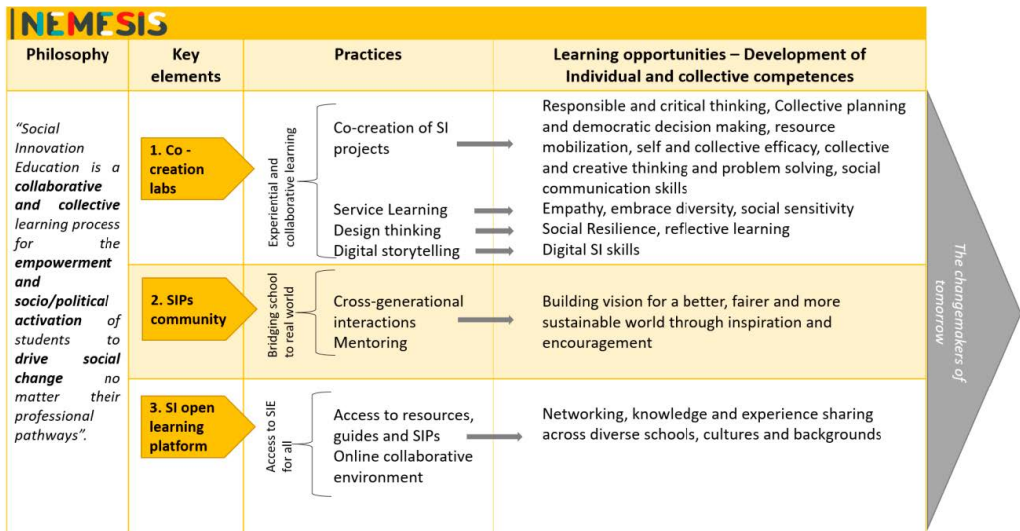 NEMESIS
Philosophy
Key
elements
Practices
Learning opportunities – Development of
Individual and collective competences
“Social
Innovation
Education is a
collaborative
and collective
learning process
for the
empowerment
and
socio/political
activation of
students to
drive social
change no
matter their
professional
pathways”.
1. Co -
creation
labs
Experiential and
collaborative learning
Co-creation of SI
projects
Responsible and critical thinking, Collective planning
and democratic decision making, resource
mobilization, self and collective efficacy, collective
and creative thinking and problem solving, social
communication skills
Service Learning
Empathy, embrace diversity, social sensitivity
Design thinking
Social Resilience, reflective learning
Digital storytelling
Digital SI skills
2. SIPs
community
Bridging school
to real world
Cross-generational
interactions
Mentoring
Building vision for a better, fairer and more
sustainable world through inspiration and
encouragement
3. SI open
learning
platform
Access to SIE
for all
Access to resources,
guides and SIPs
Online collaborative
environment
Networking, knowledge and experience sharing
across diverse schools, cultures and backgrounds
The changemakers of
tomorrow